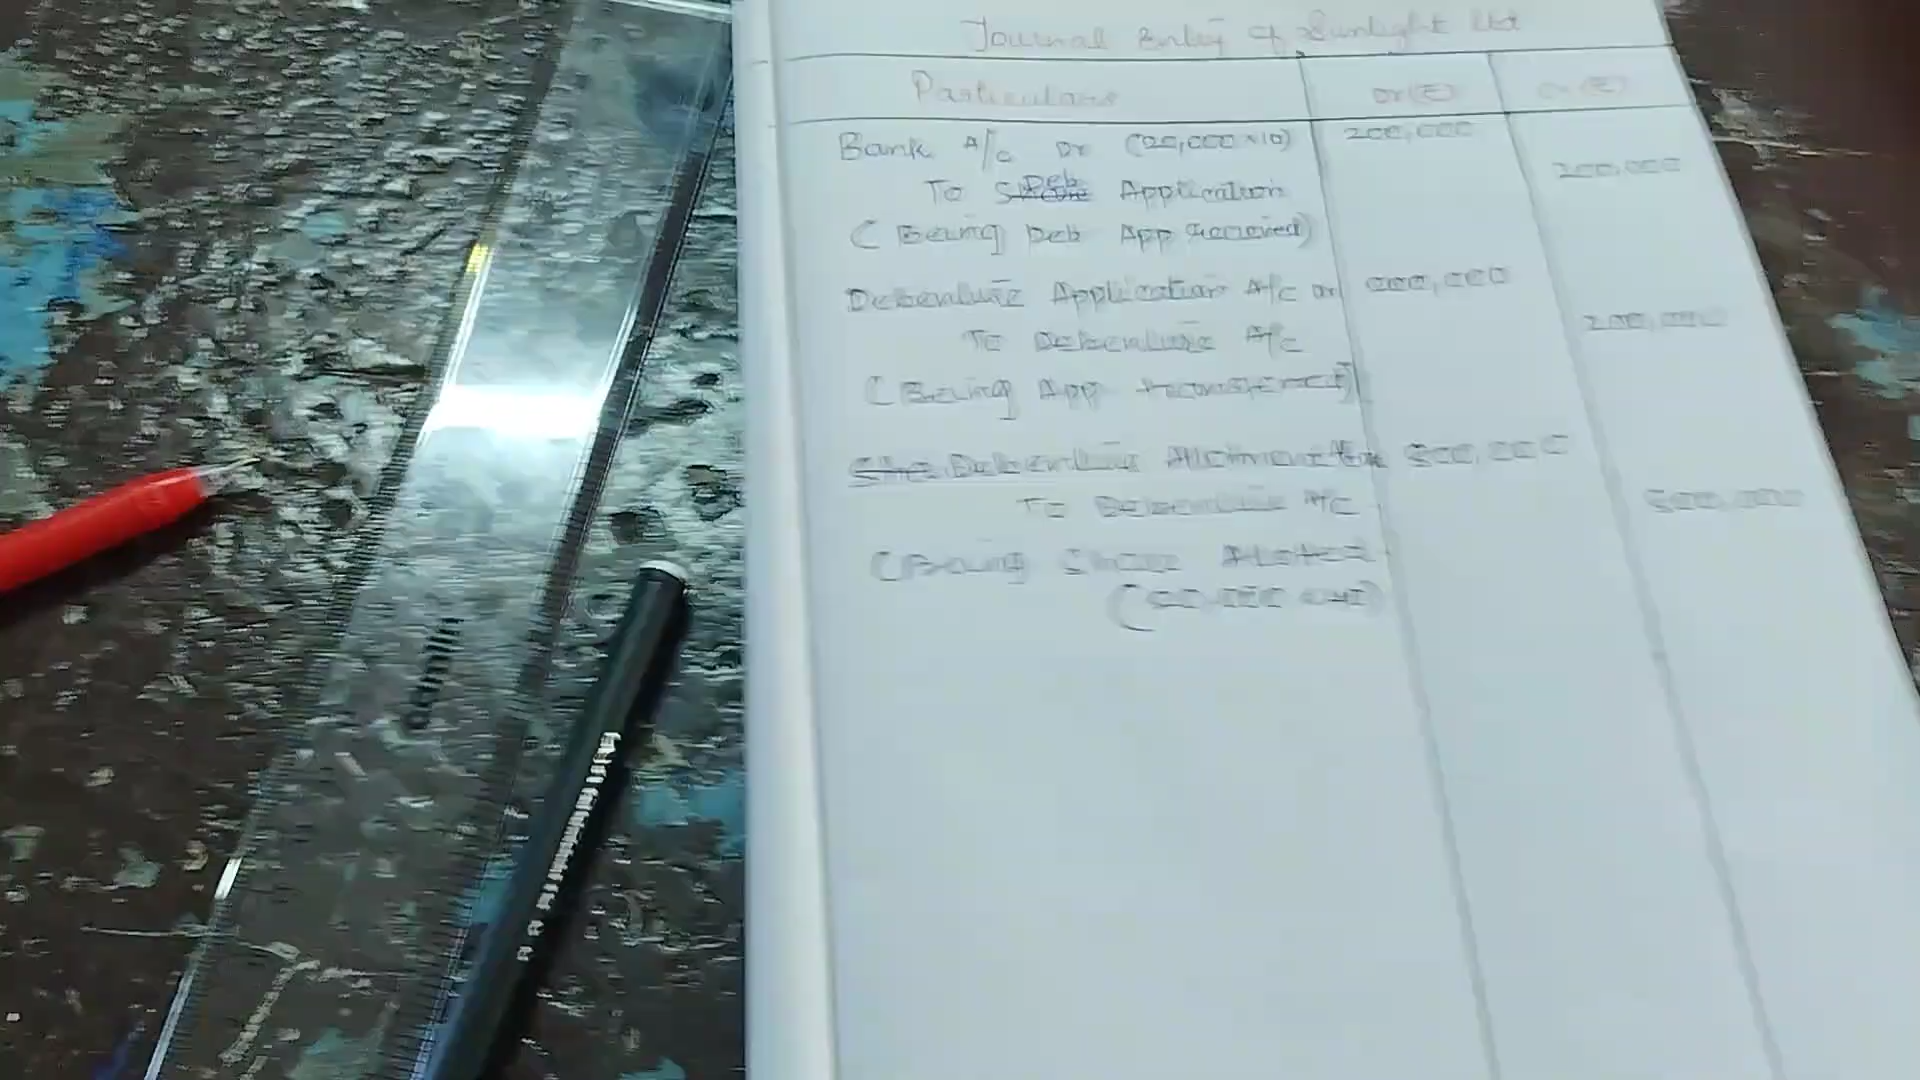 Journal Entry of Sunlight Ltd
Particulars Dr(₹) Cr(₹)
Bank A/c Dr (20,000×10) 200,000
To Deb Application 200,000
(Being Deb App received)
Debenture Application A/c Dr 200,000
To Debenture A/c 200,000
(Being App transferred)
Debenture Allotment A/c
To Debenture A/c
(Being Share Alloted